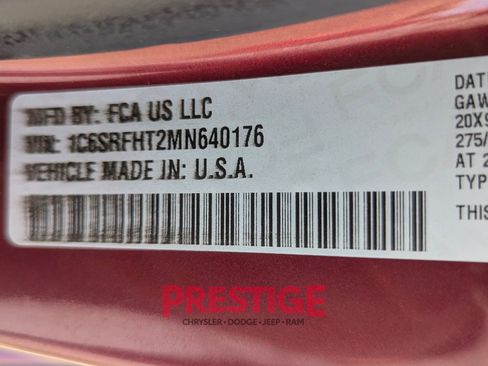 MFD BY: FCA US LLC
VIN: 1C6SRFHT2MN640176
VEHICLE MADE IN: U.S.A.
DAT
GAW
20X9
275/
AT 2
TYP
THIS
PRESTIGE
CHRYSLER • DODGE • JEEP • RAM